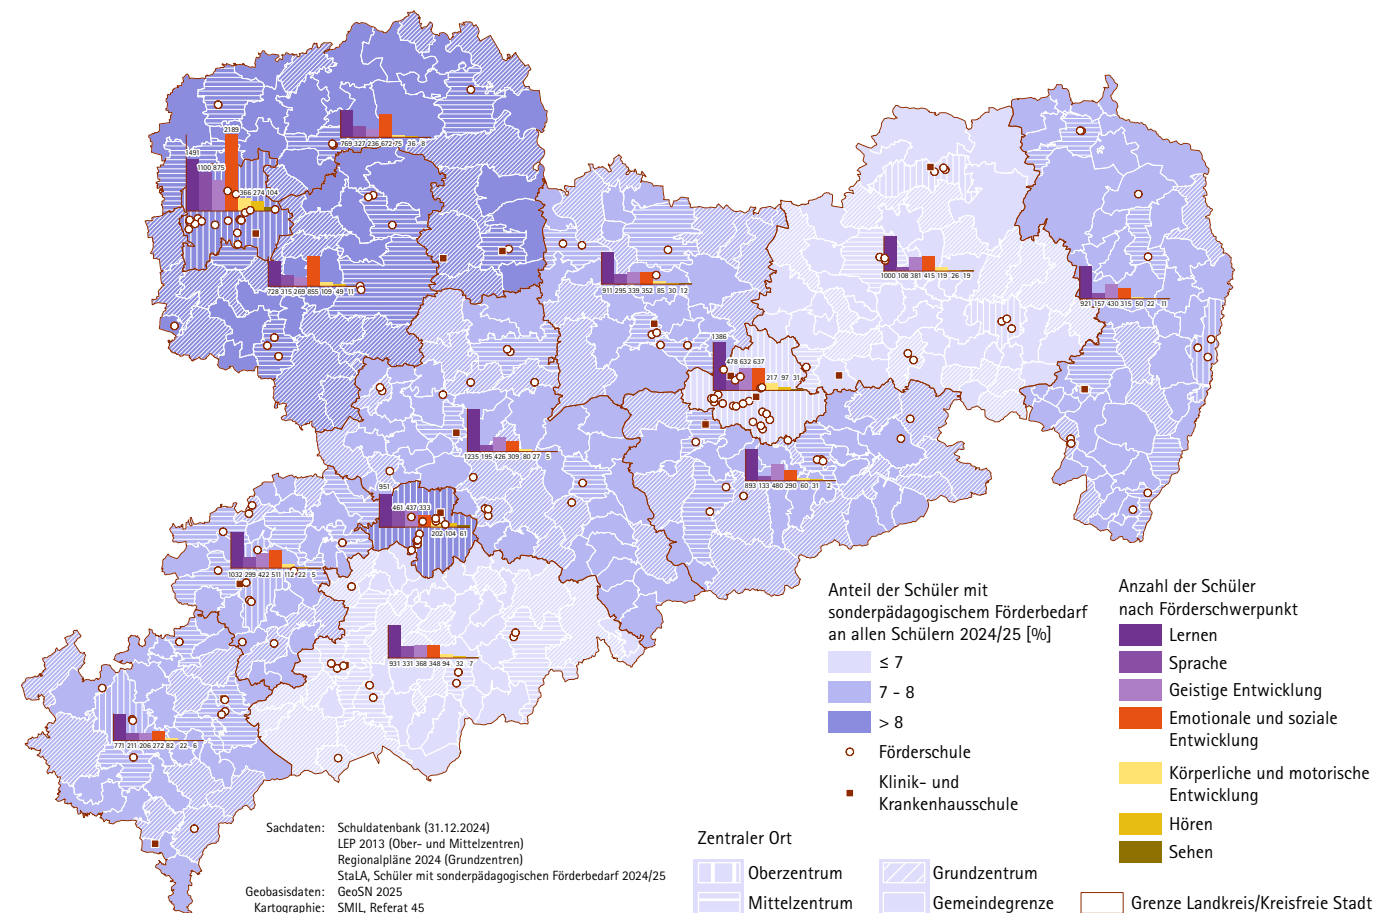 769 327 236 672 75 36 8
2189
1491
1100 875
366 274 104
728 315 269 855 109 49 11
911 295 339 352 85 30 12
1000 108 381 415 119 26 19
921 157 430 315 50 22 11
1386
478 632 637
217 97 31
1235 195 426 309 80 27 5
893 133 480 290 60 31 2
951
461 437 333
202 104 61
1032 299 422 511 112 22 5
931 331 368 348 94 32 7
771 211 206 272 82 22 6
Anteil der Schüler mit
sonderpädagogischem Förderbedarf
an allen Schülern 2024/25 [%]
≤ 7
7 - 8
> 8
Förderschule
Klinik- und
Krankenhausschule
Anzahl der Schüler
nach Förderschwerpunkt
Lernen
Sprache
Geistige Entwicklung
Emotionale und soziale
Entwicklung
Körperliche und motorische
Entwicklung
Hören
Sehen
Zentraler Ort
Oberzentrum
Grundzentrum
Mittelzentrum
Gemeindegrenze
Grenze Landkreis/Kreisfreie Stadt
Sachdaten: Schuldatenbank (31.12.2024)
LEP 2013 (Ober- und Mittelzentren)
Regionalpläne 2024 (Grundzentren)
StaLA, Schüler mit sonderpädagogischen Förderbedarf 2024/25
Geobasisdaten: GeoSN 2025
Kartographie: SMIL, Referat 45